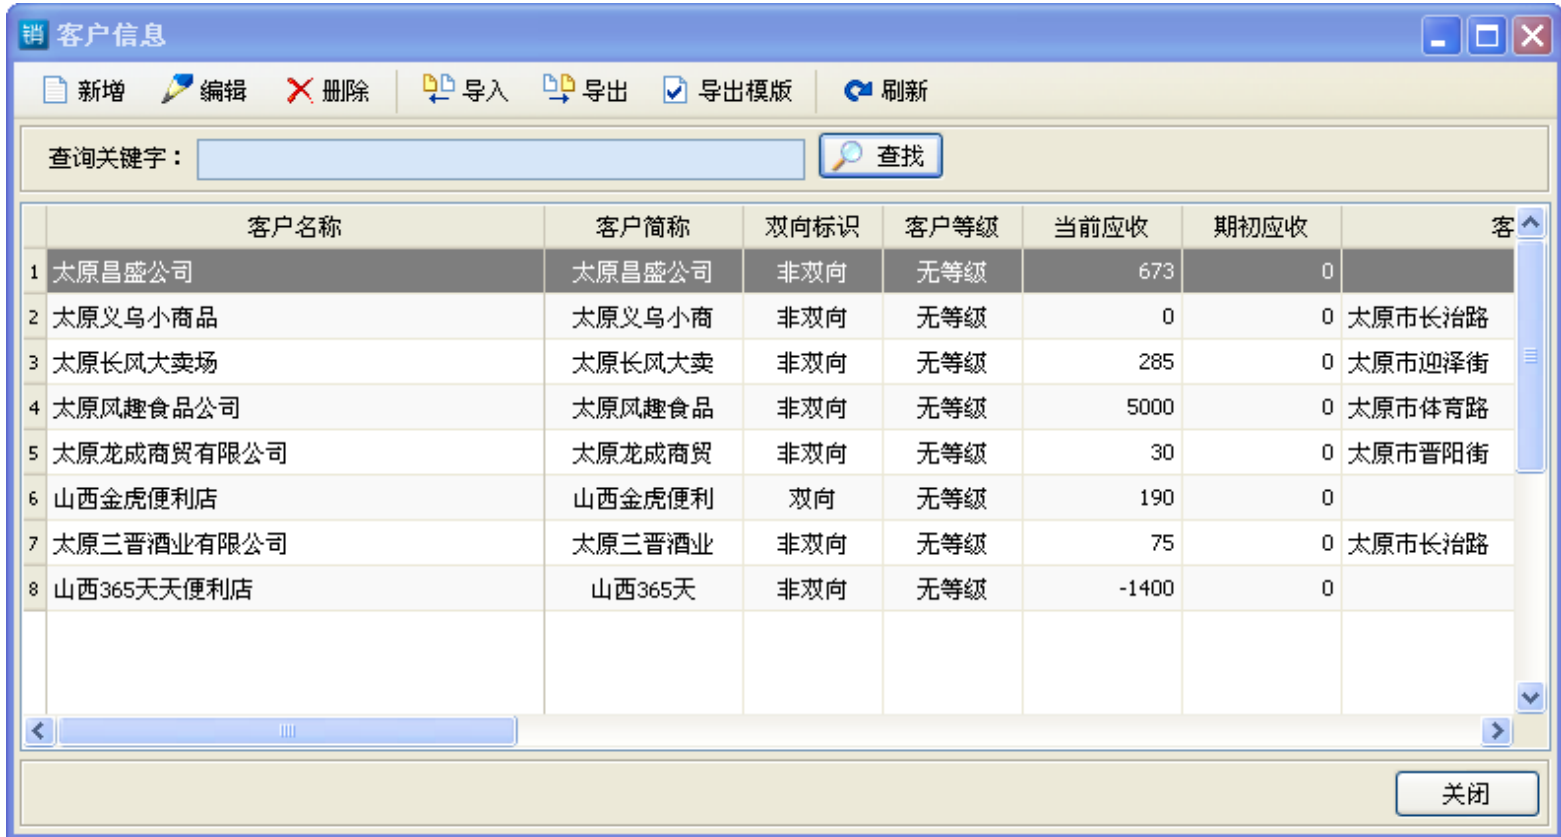 销 客户信息
新增 编辑 删除 导入 导出 导出模版 刷新
查询关键字： 查找
客户名称 客户简称 双向标识 客户等级 当前应收 期初应收 客
1 太原昌盛公司 太原昌盛公司 非双向 无等级 673 0
2 太原义乌小商品 太原义乌小商 非双向 无等级 0 0 太原市长治路
3 太原长风大卖场 太原长风大卖 非双向 无等级 285 0 太原市迎泽街
4 太原风趣食品公司 太原风趣食品 非双向 无等级 5000 0 太原市体育路
5 太原龙成商贸有限公司 太原龙成商贸 非双向 无等级 30 0 太原市晋阳街
6 山西金虎便利店 山西金虎便利 双向 无等级 190 0
7 太原三晋酒业有限公司 太原三晋酒业 非双向 无等级 75 0 太原市长治路
8 山西365天天便利店 山西365天 非双向 无等级 -1400 0
关闭